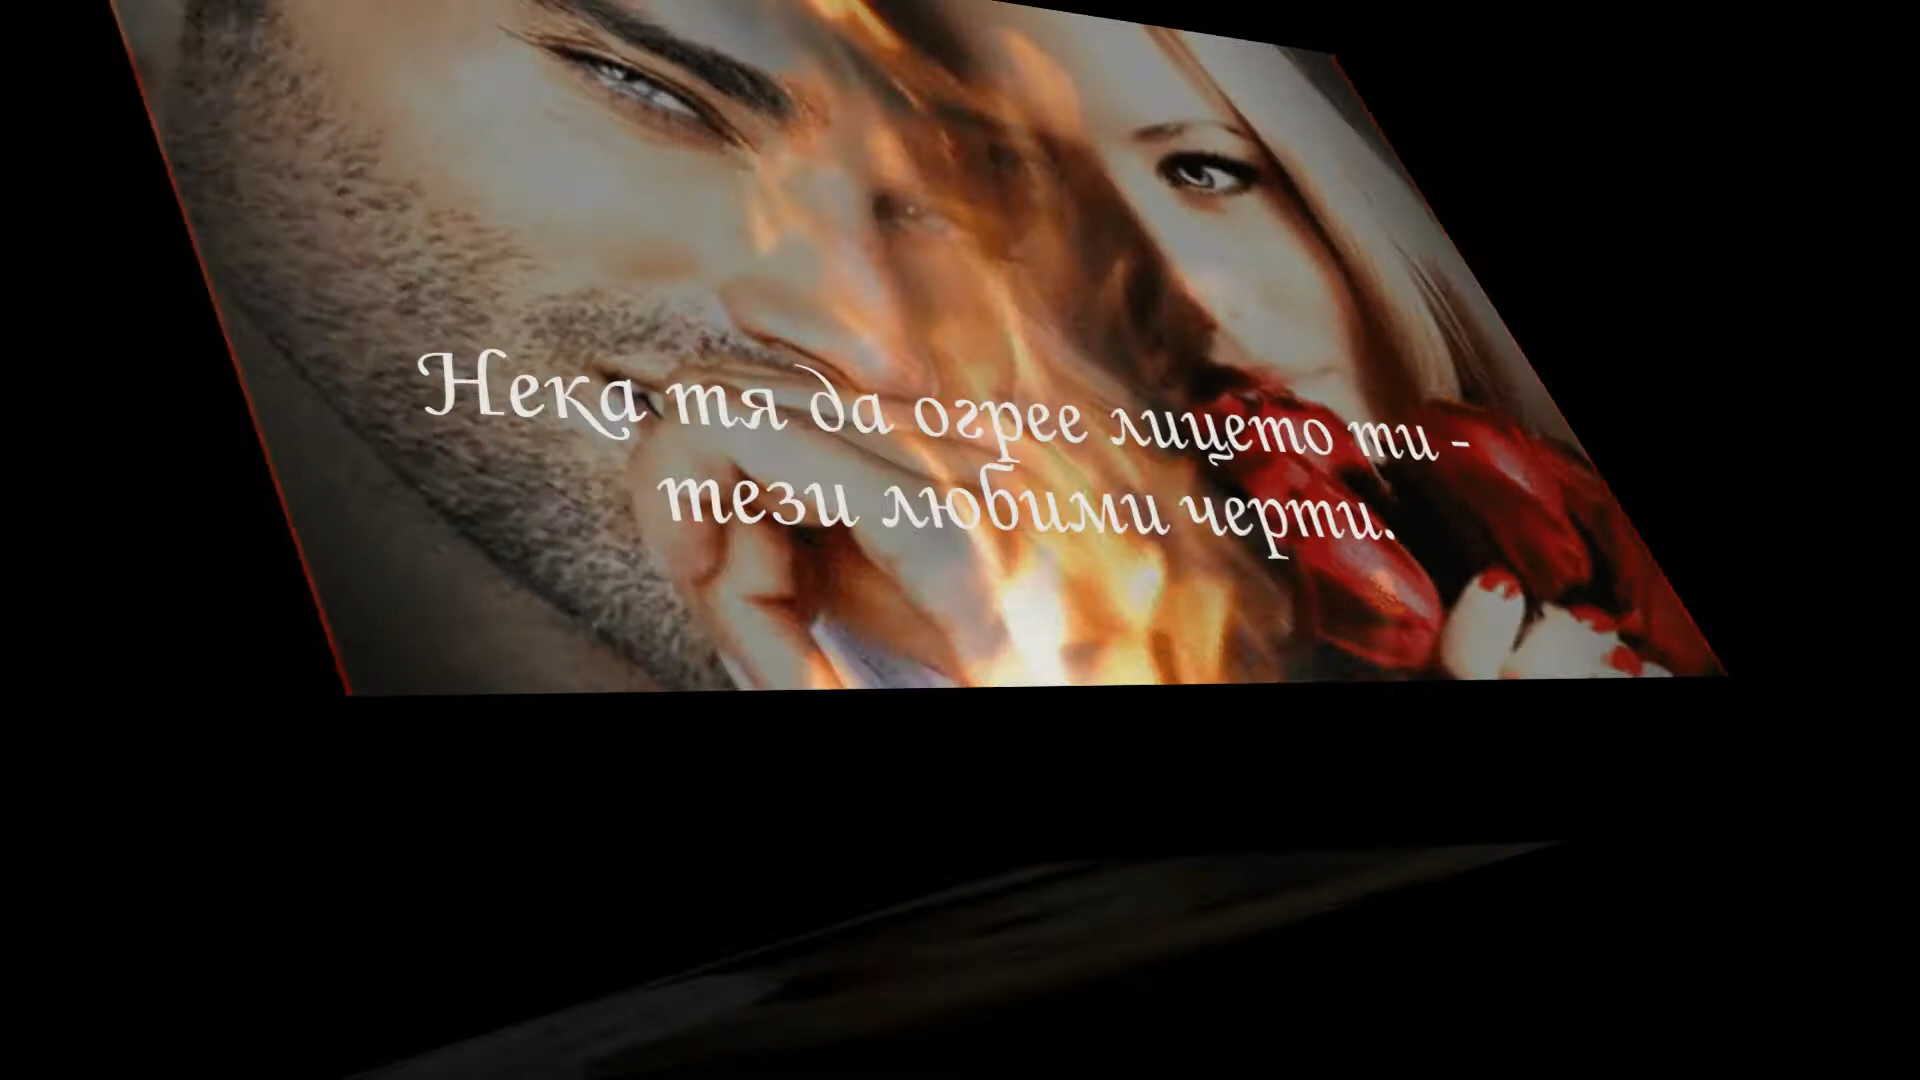 Нека тя да огрее лицето ти -
тези любими черти.